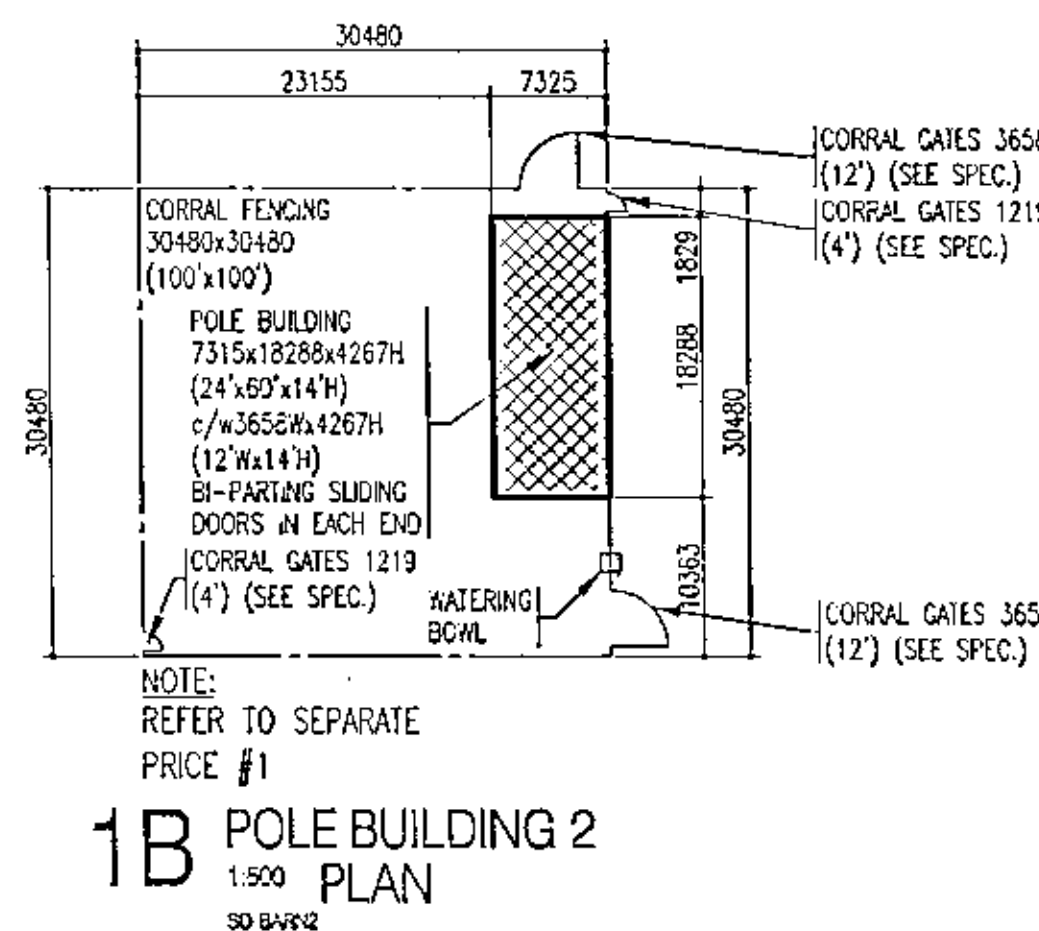 30480
23155
7325
CORRAL GATES 3658
(12') (SEE SPEC.)
CORRAL GATES 1219
(4') (SEE SPEC.)
CORRAL FENCING
30480x30480
(100'x100')
POLE BUILDING
7315x18288x4267H
(24'x60'x14'H)
c/w3658Wx4267H
(12'Wx14'H)
BI-PARTING SLIDING
DOORS IN EACH END
30480
1829
18288
10363
30480
CORRAL GATES 1219
(4') (SEE SPEC.)
WATERING
BOWL
CORRAL GATES 365
(12') (SEE SPEC.)
NOTE:
REFER TO SEPARATE
PRICE #1
1B POLE BUILDING 2
1:500 PLAN
SD-BARN2